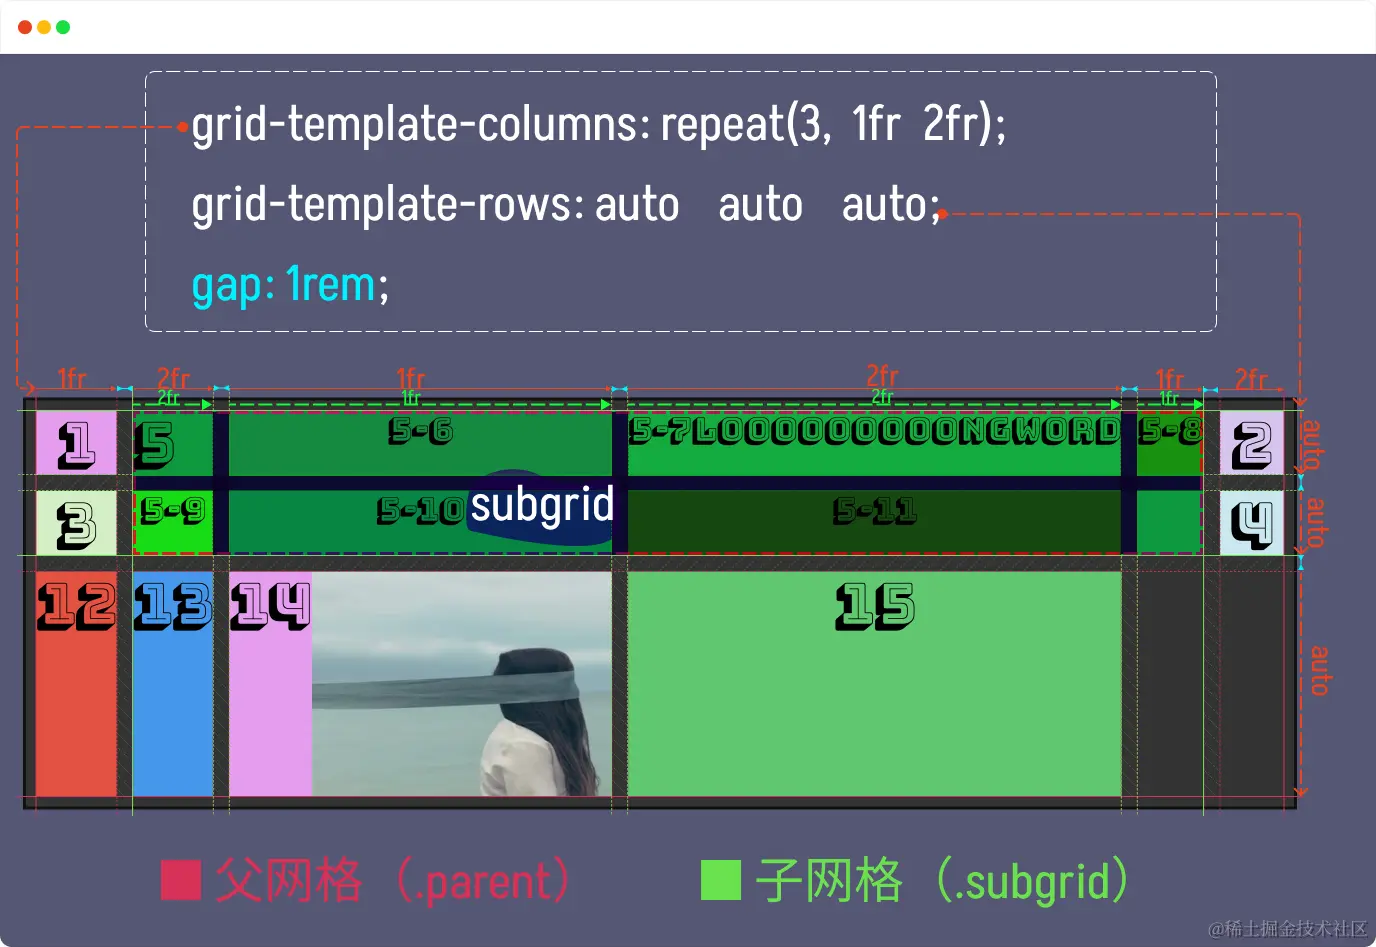 grid-template-columns: repeat(3, 1fr 2fr);
grid-template-rows: auto auto auto;
gap: 1rem;
1fr 2fr 1fr 2fr 1fr 2fr
2fr 1fr 2fr 1fr
1 5 5-6 5-7LOOOOOOOOOONGWORD 5-8 2 auto
3 5-9 5-10 subgrid 5-11 4 auto
12 13 14 15
auto
父网格（.parent） 子网格（.subgrid）
@稀土掘金技术社区